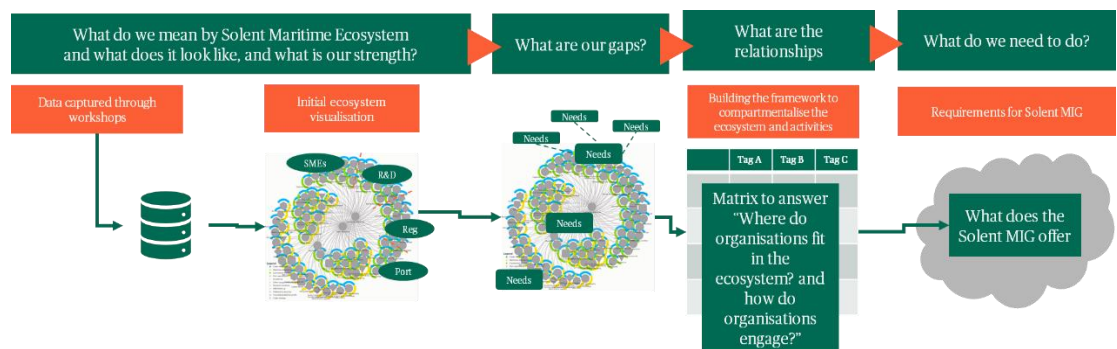 What do we mean by Solent Maritime Ecosystem
and what does it look like, and what is our strength?
What are our gaps?
What are the
relationships
What do we need to do?
Data captured through
workshops
Initial ecosystem
visualisation
Building the framework to
compartmentalise the
ecosystem and activities
Requirements for Solent MIG
SMEs
R&D
Reg
Port
Needs
Needs
Needs
Needs
Needs
Needs
Tag A
Tag B
Tag C
Matrix to answer
“Where do
organisations fit
in the
ecosystem? and
how do
organisations
engage?”
What does the
Solent MIG offer